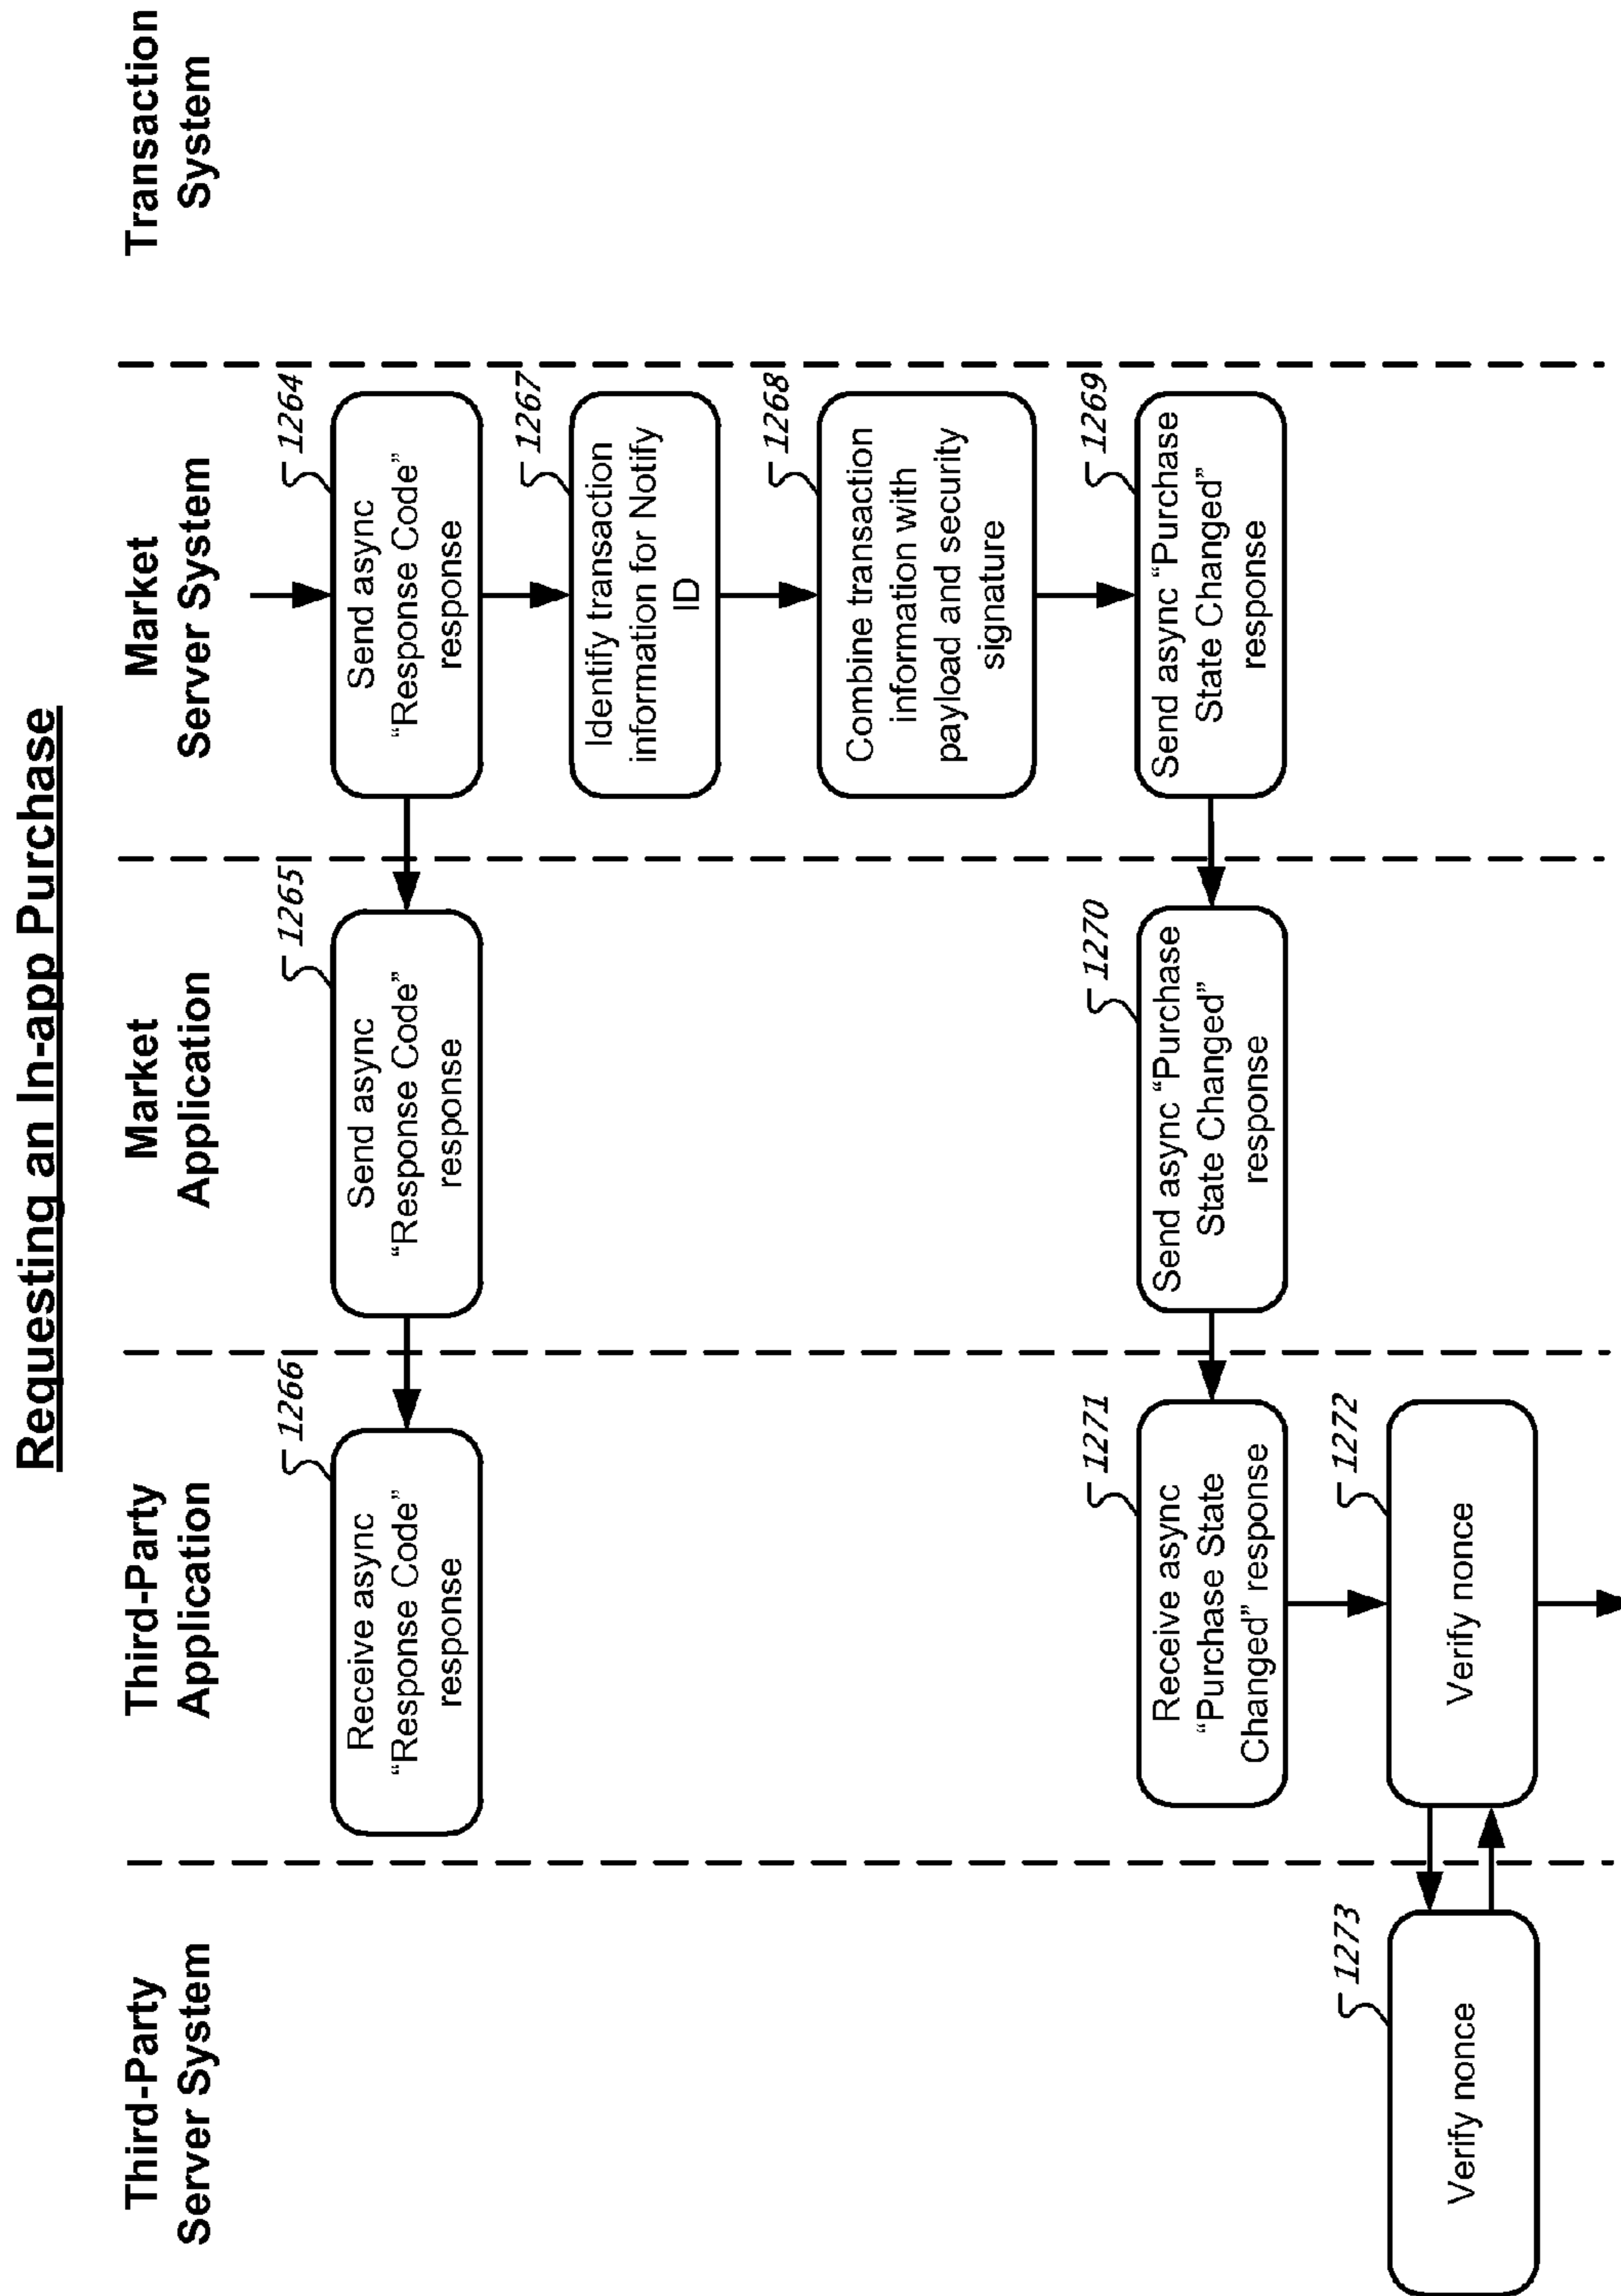 Requesting an In-app Purchase
Third-Party
Server System
Third-Party
Application
Market
Application
Market
Server System
Transaction
System
1266
Receive async
“Response Code”
response
1265
Send async
“Response Code”
response
1264
Send async
“Response Code”
response
1267
Identify transaction
information for Notify
ID
1268
Combine transaction
information with
payload and security
signature
1271
Receive async
“Purchase State
Changed” response
1270
Send async “Purchase
State Changed”
response
1269
Send async “Purchase
State Changed”
response
1273
Verify nonce
1272
Verify nonce